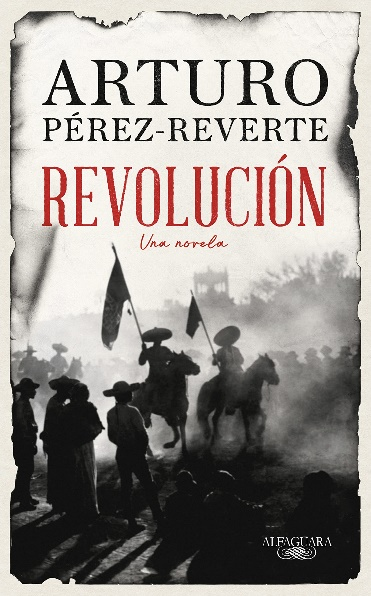 ARTURO
PÉREZ-REVERTE
REVOLUCIÓN
Una novela
ALFAGUARA